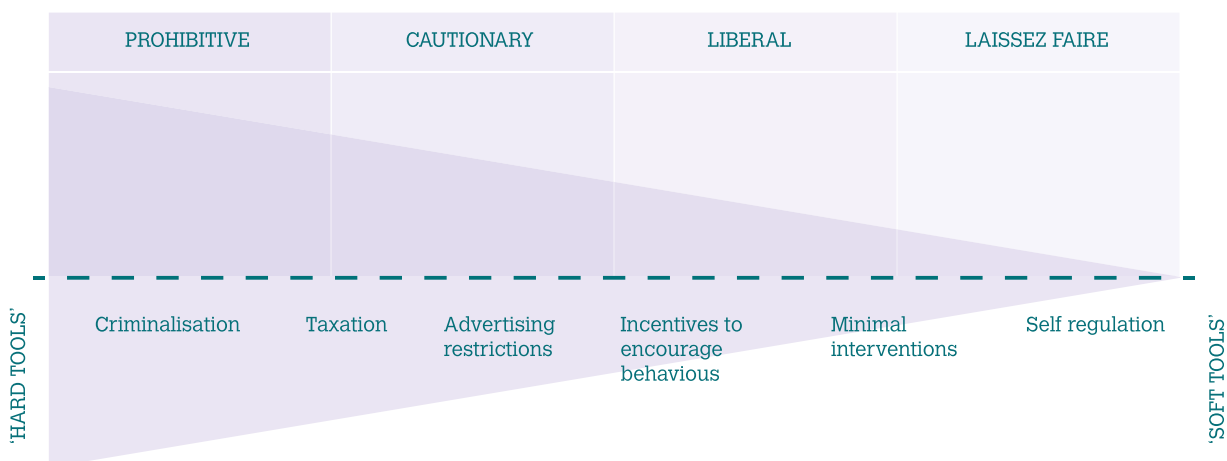 PROHIBITIVE
CAUTIONARY
LIBERAL
LAISSEZ FAIRE
'HARD TOOLS'
Criminalisation
Taxation
Advertising
restrictions
Incentives to
encourage
behavious
Minimal
interventions
Self regulation
'SOFT TOOLS'